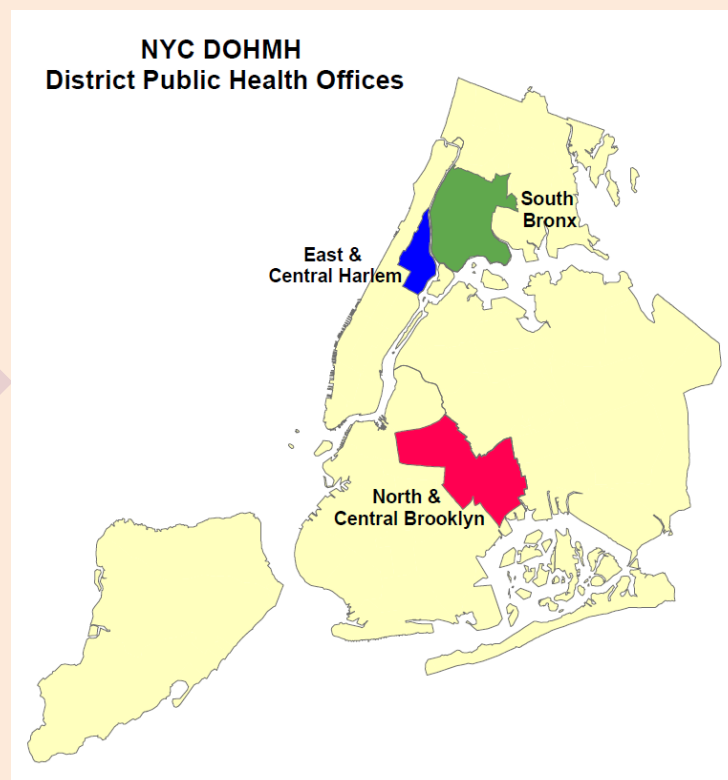 NYC DOHMH
District Public Health Offices
South
Bronx
East &
Central Harlem
North &
Central Brooklyn